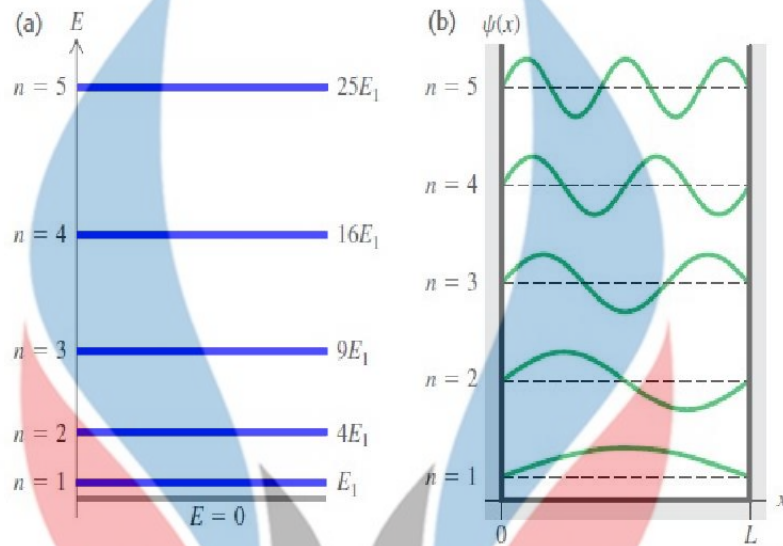 (a)
E
n = 5
25E₁
n = 4
16E₁
n = 3
9E₁
n = 2
4E₁
n = 1
E₁
E = 0
(b)
ψ(x)
n = 5
n = 4
n = 3
n = 2
n = 1
x
0
L